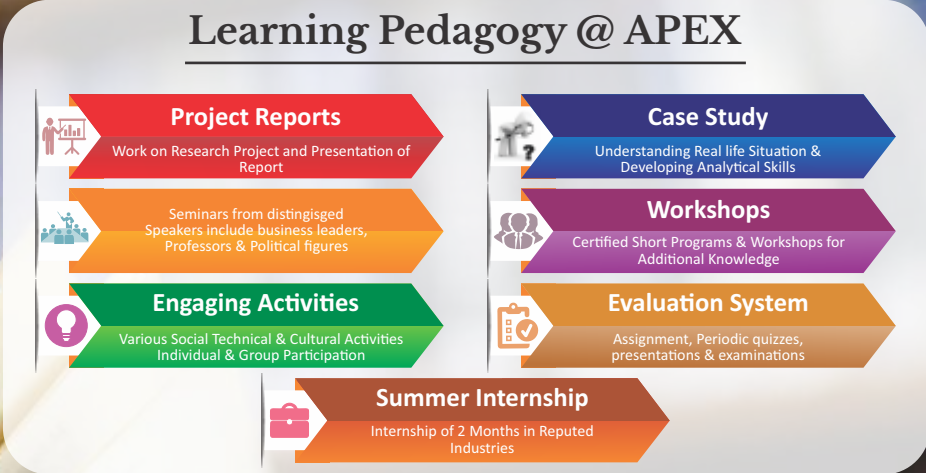 Learning Pedagogy @ APEX
Project Reports
Work on Research Project and Presentation of
Report
Case Study
Understanding Real life Situation &
Developing Analytical Skills
Seminars from distingisged
Speakers include business leaders,
Professors & Political figures
Workshops
Certified Short Programs & Workshops for
Additional Knowledge
Engaging Activities
Various Social Technical & Cultural Activities
Individual & Group Participation
Evaluation System
Assignment, Periodic quizzes,
presentations & examinations
Summer Internship
Internship of 2 Months in Reputed
Industries